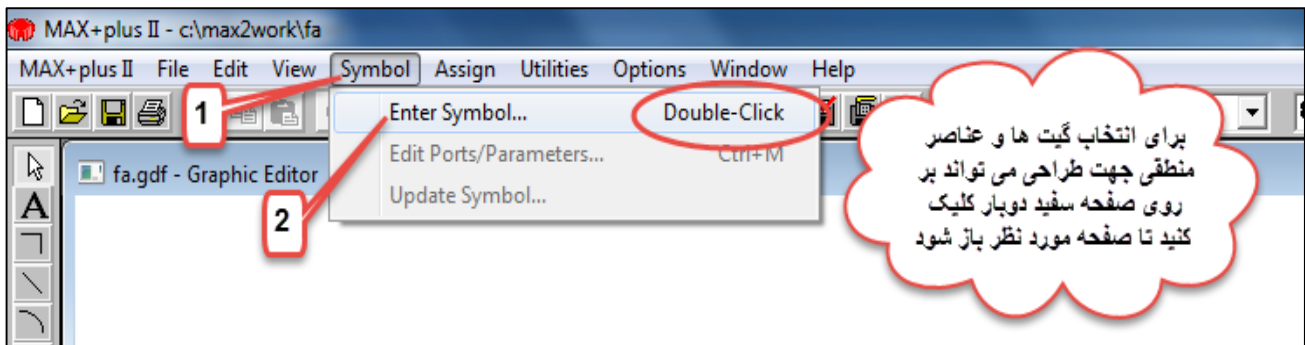 MAX+plus II - c:\max2work\fa
MAX+plus II File Edit View Symbol Assign Utilities Options Window Help
1
Enter Symbol... Double-Click
Edit Ports/Parameters... Ctrl+M
Update Symbol...
2
fa.gdf - Graphic Editor
A
برای انتخاب گیت ها و عناصر
منطقی جهت طراحی می تواند بر
روی صفحه سفید دوبار کلیک
کنید تا صفحه مورد نظر باز شود